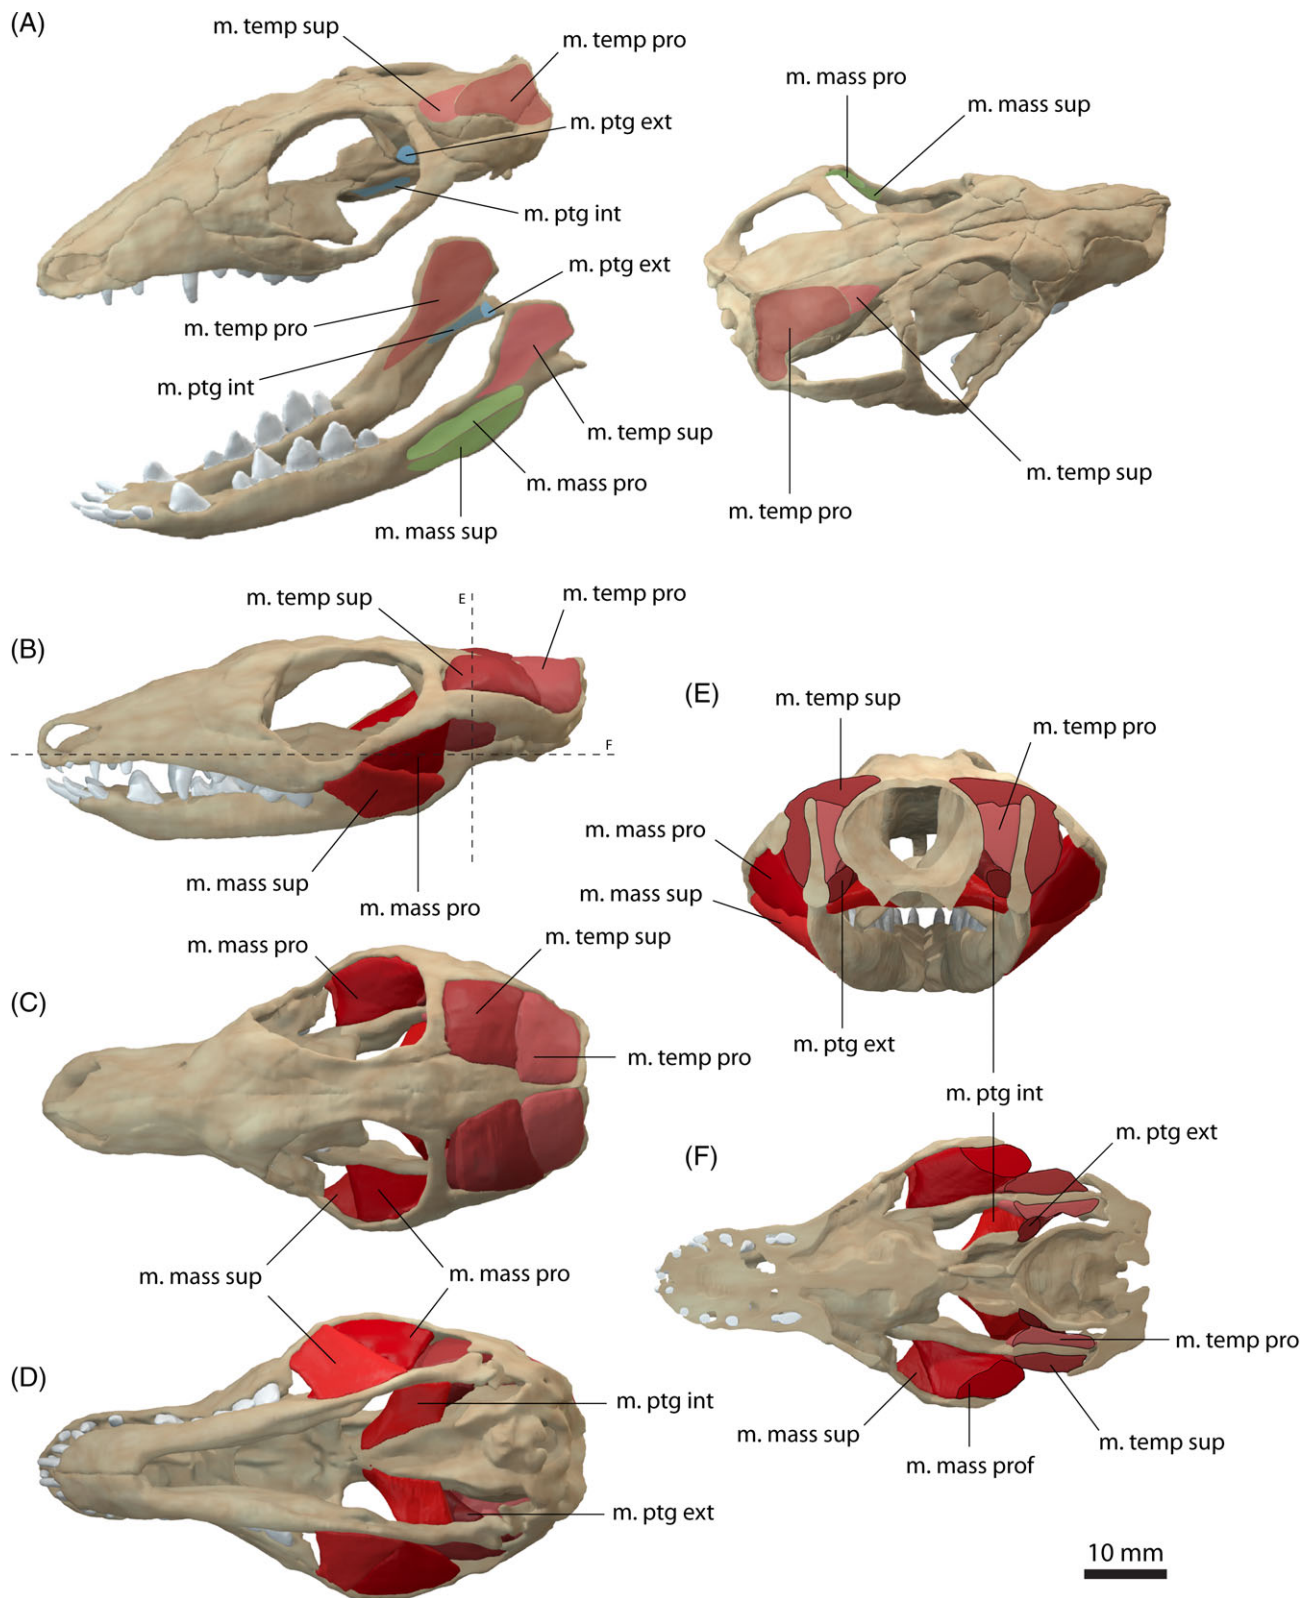 (A)
m. temp sup
m. temp pro
m. ptg ext
m. ptg int
m. ptg ext
m. temp pro
m. ptg int
m. temp sup
m. mass pro
m. mass sup
m. mass pro
m. mass sup
m. temp sup
m. temp pro
(B)
m. temp sup
E
m. temp pro
F
m. mass sup
m. mass pro
(C)
m. mass pro
m. temp sup
m. temp pro
m. mass sup
m. mass pro
(D)
m. ptg int
m. ptg ext
(E)
m. temp sup
m. temp pro
m. mass pro
m. mass sup
m. ptg ext
m. ptg int
(F)
m. ptg ext
m. temp pro
m. mass sup
m. temp sup
m. mass prof
10 mm